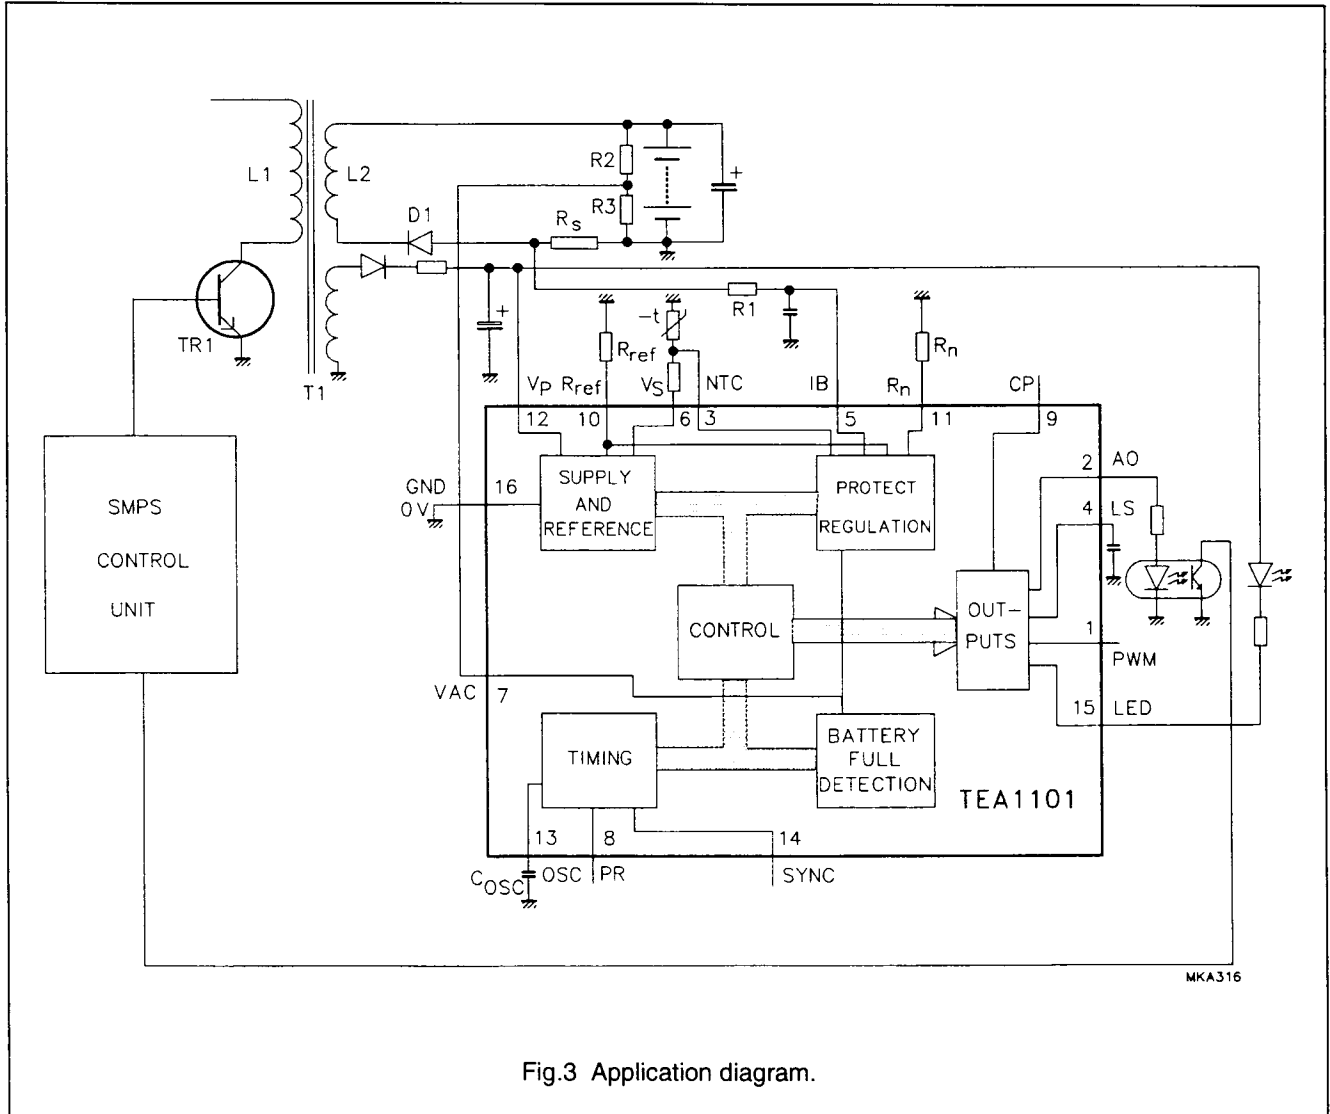 L1
L2
R2
R3
D1
Rs
+
TR1
T1
+
R1
-t
Rref
Rn
VP
Rref
VS
NTC
IB
Rn
CP
12
10
6
3
5
11
9
2
AO
SMPS
CONTROL
UNIT
GND
0V
16
SUPPLY
AND
REFERENCE
PROTECT
REGULATION
4
LS
CONTROL
OUT-
PUTS
1
PWM
VAC
7
15
LED
TIMING
BATTERY
FULL
DETECTION
TEA1101
13
8
14
COSC
OSC
PR
SYNC
MKA316
Fig.3 Application diagram.